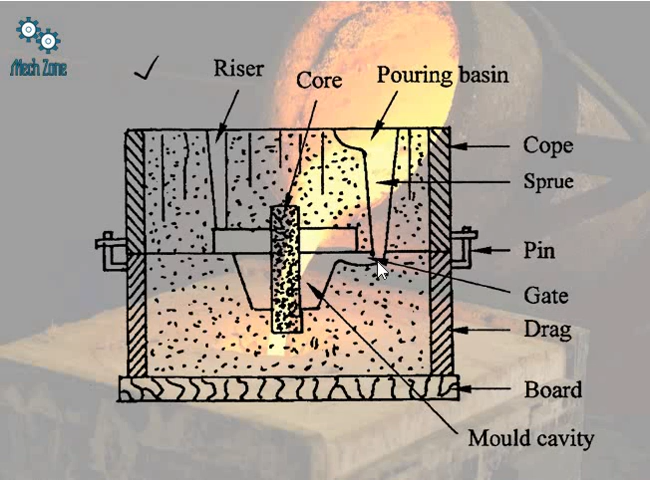 Mech Zone
Riser
Core
Pouring basin
Cope
Sprue
Pin
Gate
Drag
Board
Mould cavity